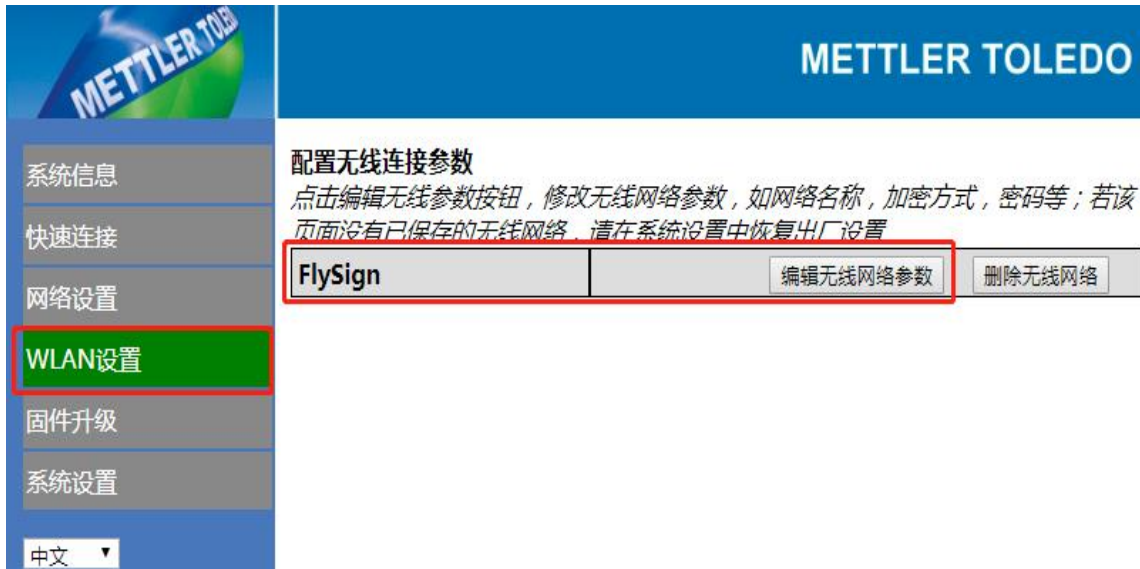 METTLER TOLEDO
METTLER TOLEDO
系统信息
快速连接
网络设置
WLAN设置
固件升级
系统设置
中文
配置无线连接参数
点击编辑无线参数按钮，修改无线网络参数，如网络名称，加密方式，密码等；若该
页面没有已保存的无线网络，请在系统设置中恢复出厂设置
FlySign 编辑无线网络参数 删除无线网络